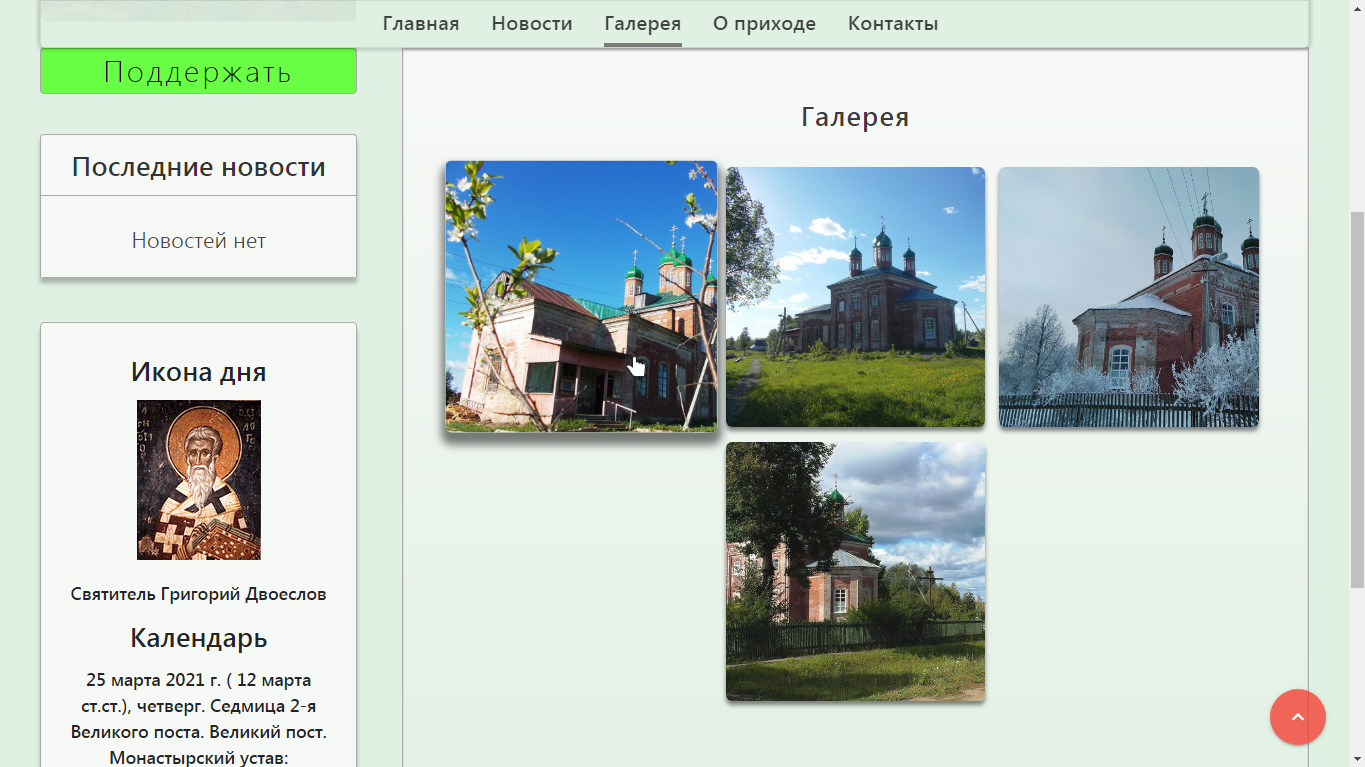 Главная Новости Галерея О приходе Контакты
Поддержать
Последние новости
Новостей нет
Икона дня
Святитель Григорий Двоеслов
Календарь
25 марта 2021 г. ( 12 марта
ст.ст.), четверг. Седмица 2-я
Великого поста. Великий пост.
Монастырский устав:
Галерея